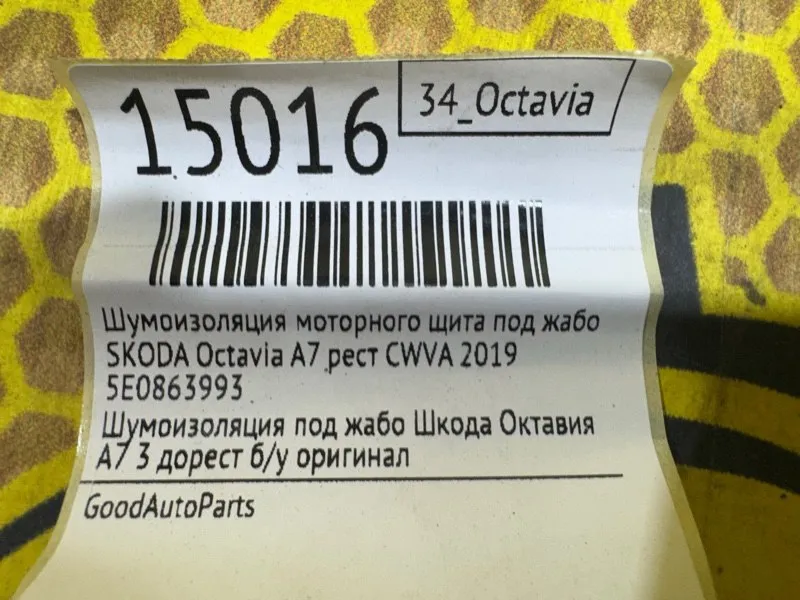 15016
34_Octavia
Шумоизоляция моторного щита под жабо
SKODA Octavia A7 рест CWVA 2019
5E0863993
Шумоизоляция под жабо Шкода Октавия
А7 3 дорест б/у оригинал
GoodAutoParts